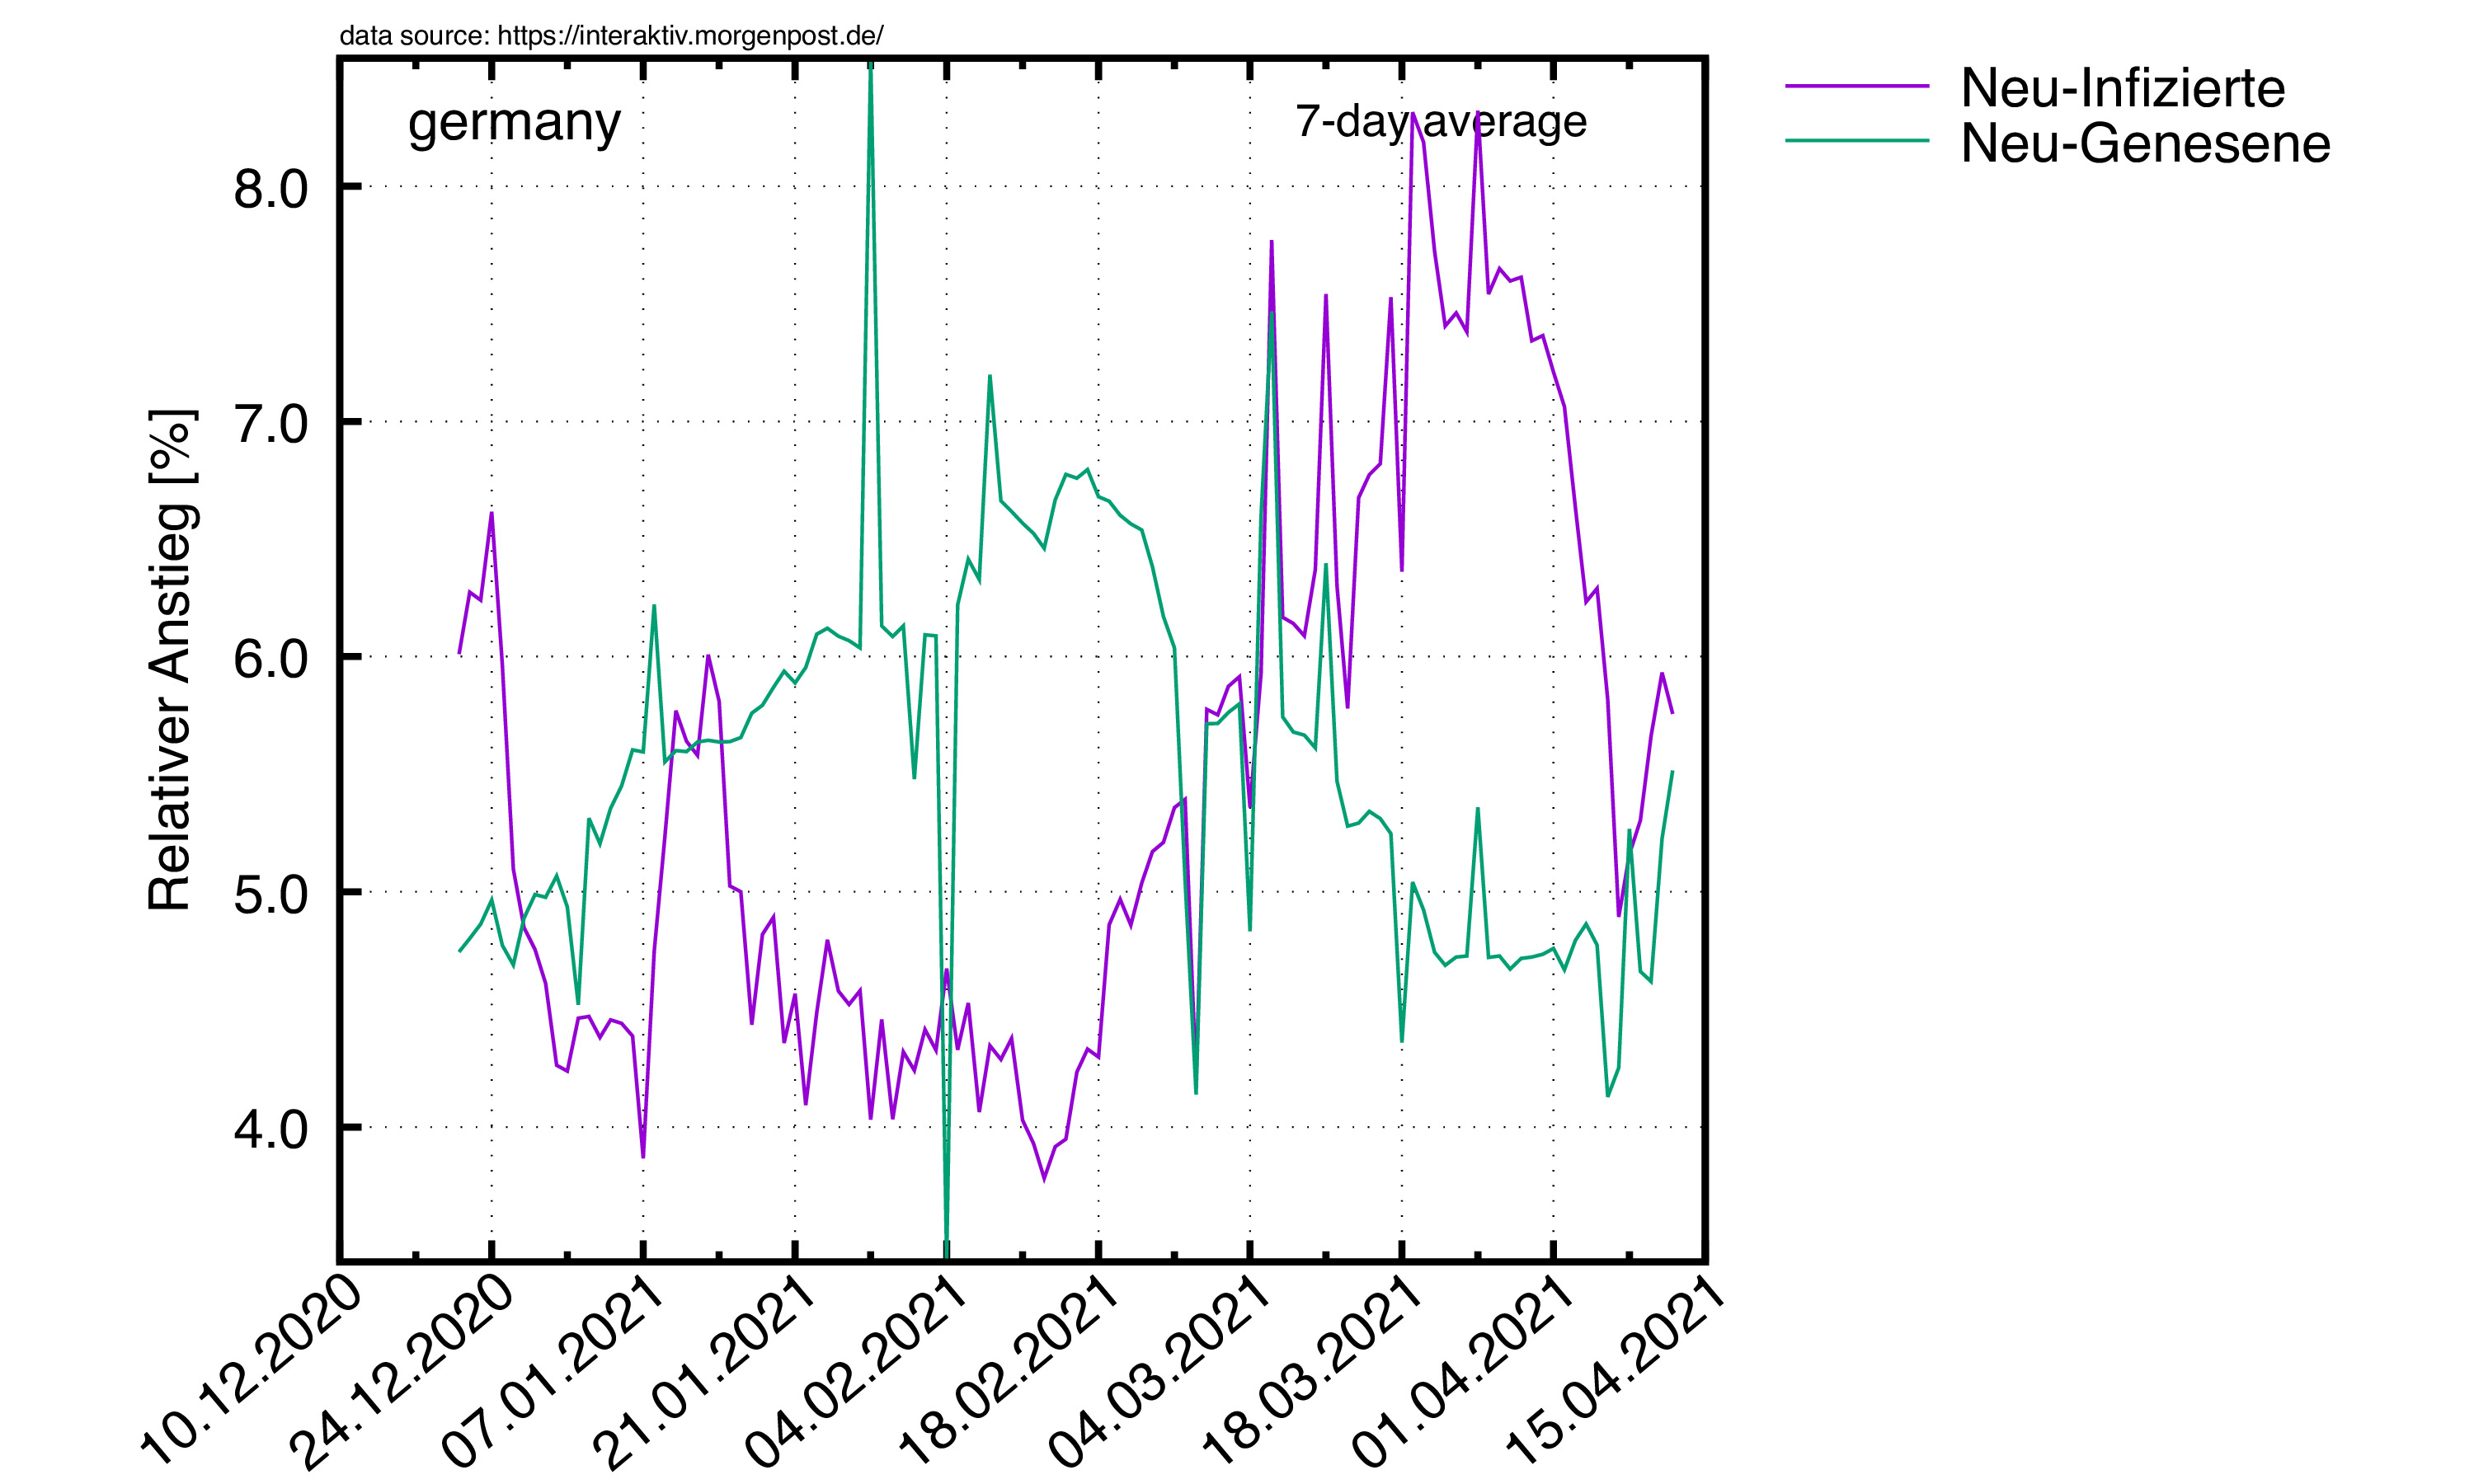 data source: https://interaktiv.morgenpost.de/
germany
7-day average
Neu-Infizierte
Neu-Genesene
Relativer Anstieg [%]
8.0
7.0
6.0
5.0
4.0
10.12.2020
24.12.2020
07.01.2021
21.01.2021
04.02.2021
18.02.2021
04.03.2021
18.03.2021
01.04.2021
15.04.2021